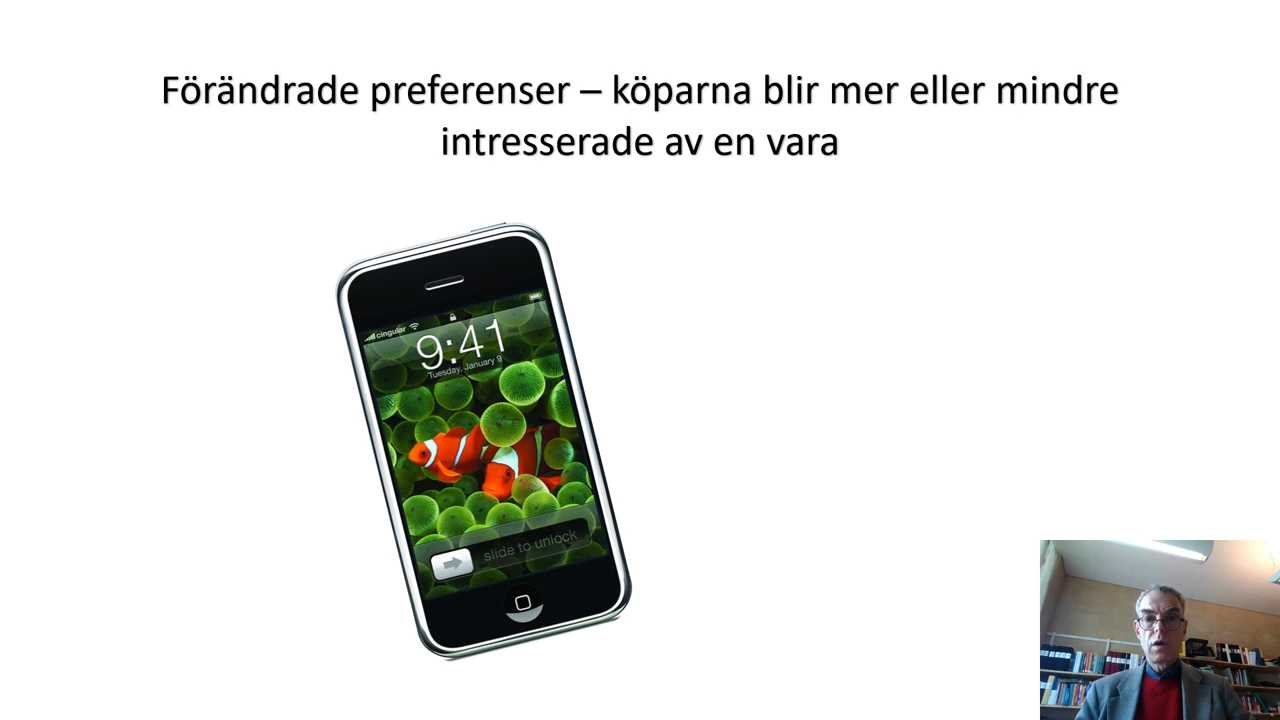 Förändrade preferenser – köparna blir mer eller mindre
intresserade av en vara
cingular
9:41
Tuesday, January 9
slide to unlock